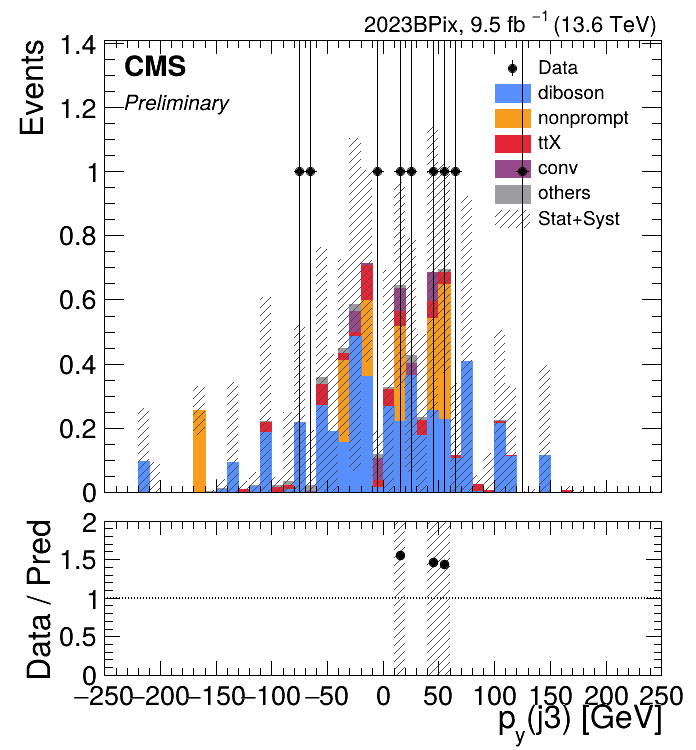 2023BPix, 9.5 fb⁻¹ (13.6 TeV)
CMS
Preliminary
Events
1.4
1.2
1
0.8
0.6
0.4
0.2
0
Data
diboson
nonprompt
ttX
conv
others
Stat+Syst
Data / Pred
2
1.5
1
0.5
0
−250 −200 −150 −100 −50 0 50 100 150 200 250
p_y(j3) [GeV]